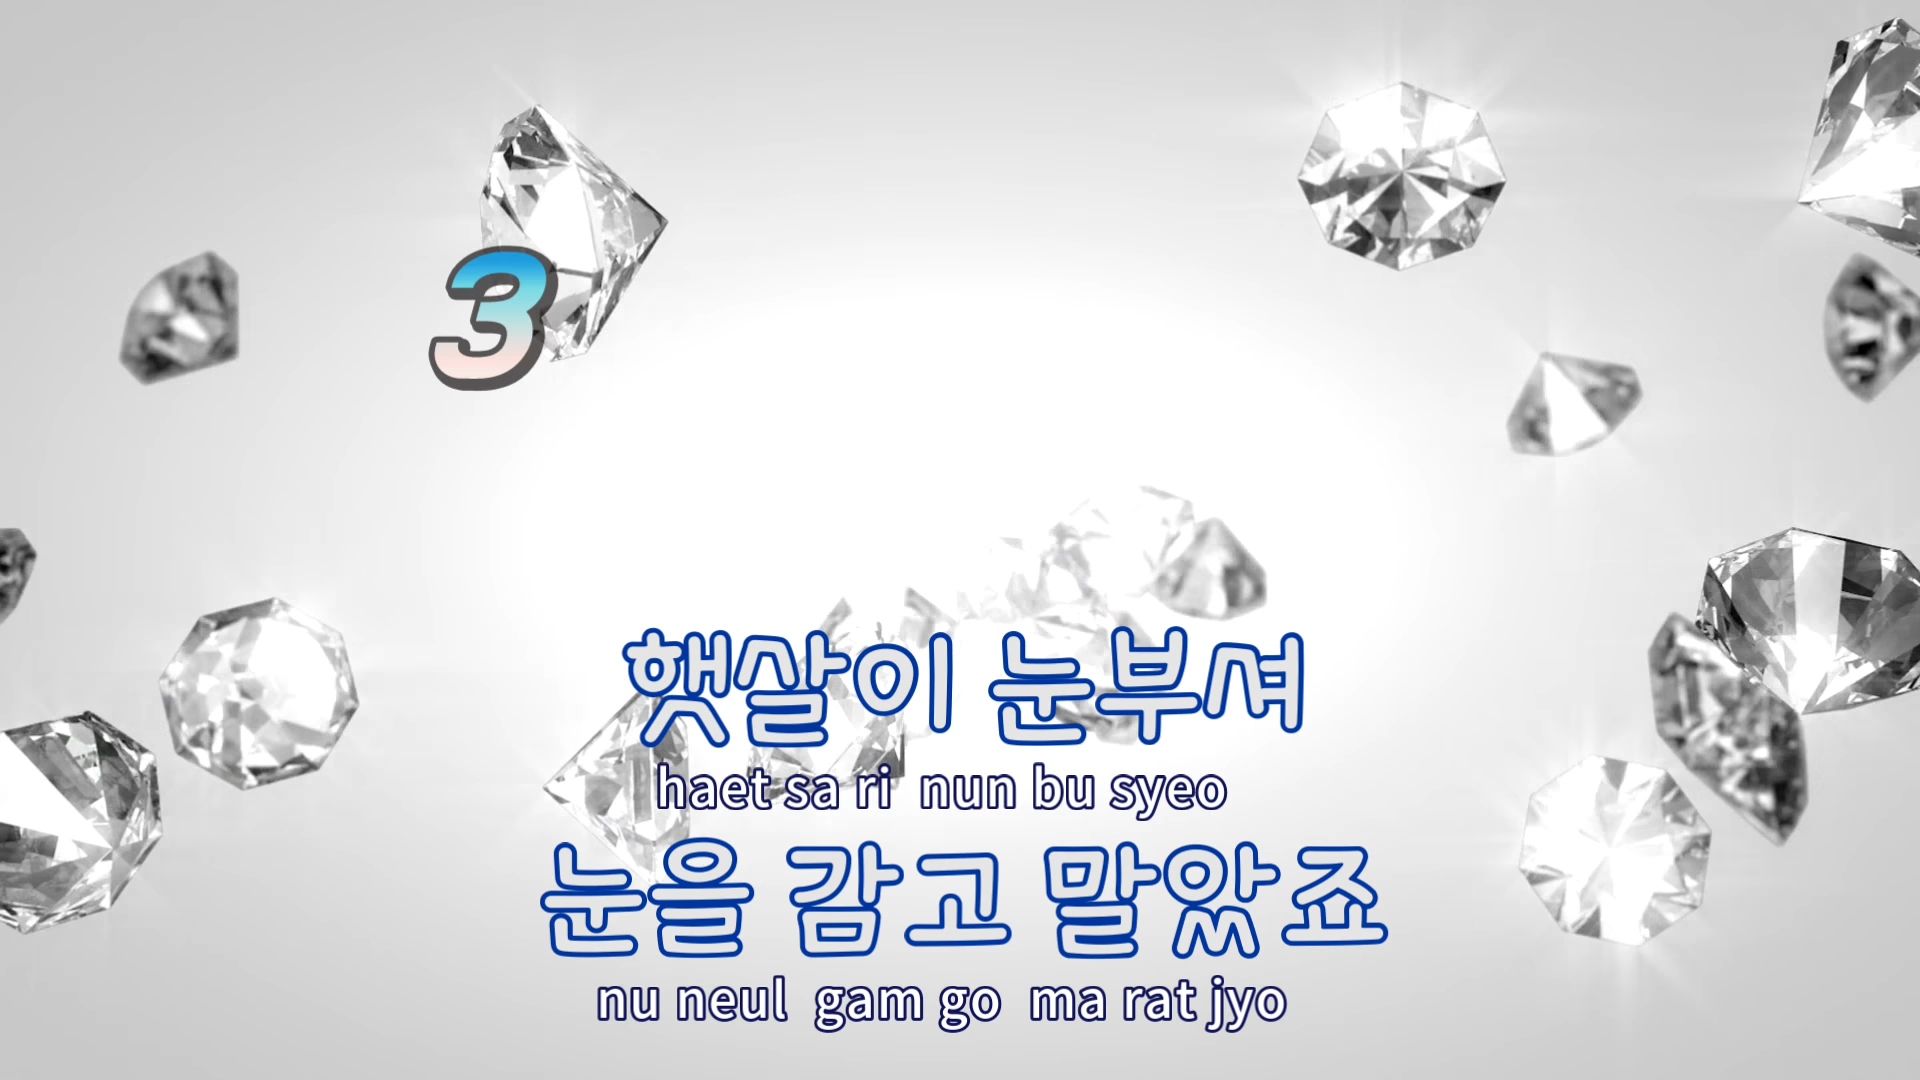 3
햇살이 눈부셔
haet sa ri nun bu syeo
눈을 감고 말았죠
nu neul gam go ma rat jyo